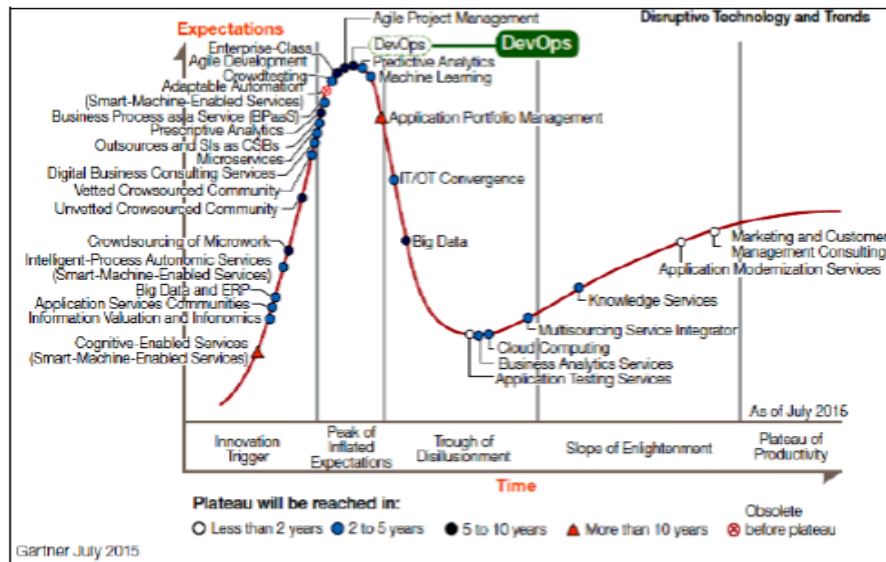 Expectations
Disruptive Technology and Trends
Agile Project Management
DevOps
DevOps
Enterprise-Class
Agile Development
Predictive Analytics
Crowdtesting
Machine Learning
Adaptable Automation
(Smart-Machine-Enabled Services)
Business Process as a Service (BPaaS)
Application Portfolio Management
Prescriptive Analytics
Outsources and SIs as CSBs
Microservices
Digital Business Consulting Services
IT/OT Convergence
Vetted Crowsourced Community
Unvetted Crowsourced Community
Crowdsourcing of Microwork
Big Data
Marketing and Customer
Management Consulting
Intelligent-Process Autonomic Services
(Smart-Machine-Enabled Services)
Application Modernization Services
Big Data and ERP
Application Services Communities
Information Valuation and Infonomics
Knowledge Services
Multisourcing Service Integrator
Cognitive-Enabled Services
(Smart-Machine-Enabled Services)
Cloud Computing
Business Analytics Services
Application Testing Services
As of July 2015
Innovation
Trigger
Peak of
Inflated
Expectations
Trough of
Disillusionment
Slope of Enlightenment
Plateau of
Productivity
Time
Plateau will be reached in:
Less than 2 years
2 to 5 years
5 to 10 years
More than 10 years
Obsolete
before plateau
Gartner July 2015